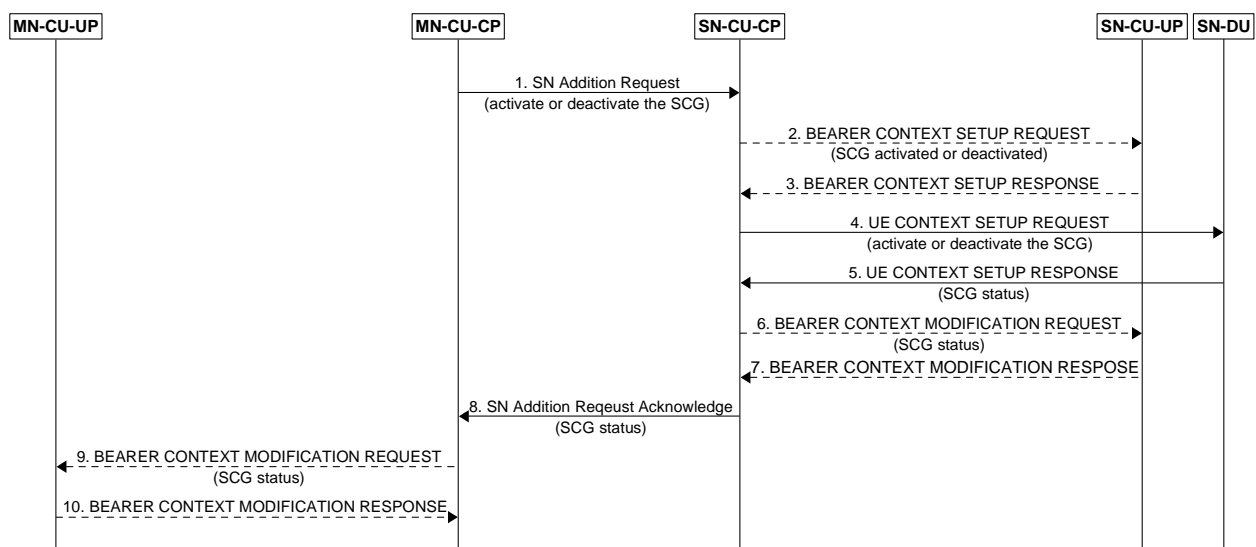 MN-CU-UP MN-CU-CP SN-CU-CP SN-CU-UP SN-DU
1. SN Addition Request
(activate or deactivate the SCG)
2. BEARER CONTEXT SETUP REQUEST
(SCG activated or deactivated)
3. BEARER CONTEXT SETUP RESPONSE
4. UE CONTEXT SETUP REQUEST
(activate or deactivate the SCG)
5. UE CONTEXT SETUP RESPONSE
(SCG status)
6. BEARER CONTEXT MODIFICATION REQUEST
(SCG status)
7. BEARER CONTEXT MODIFICATION RESPOSE
8. SN Addition Reqeust Acknowledge
(SCG status)
9. BEARER CONTEXT MODIFICATION REQUEST
(SCG status)
10. BEARER CONTEXT MODIFICATION RESPONSE